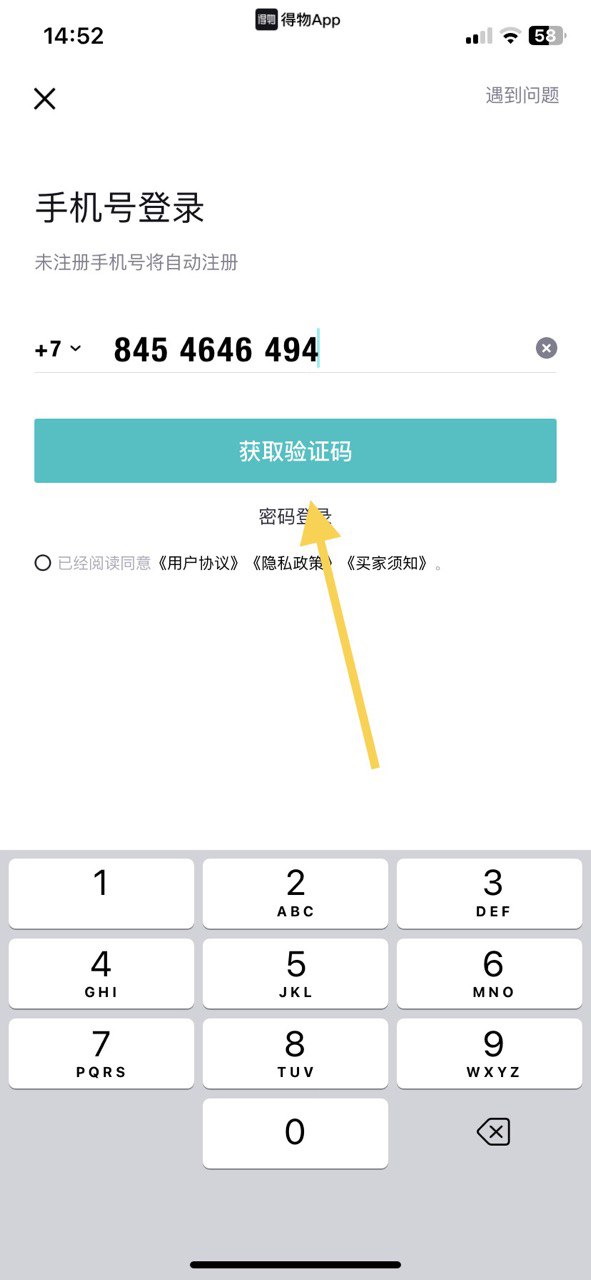 得物 得物App
14:52
58
遇到问题
手机号登录
未注册手机号将自动注册
+7 845 4646 494
获取验证码
密码登录
已经阅读同意《用户协议》《隐私政策》《买家须知》。
1 2 3
ABC DEF
4 5 6
GHI JKL MNO
7 8 9
PQRS TUV WXYZ
0